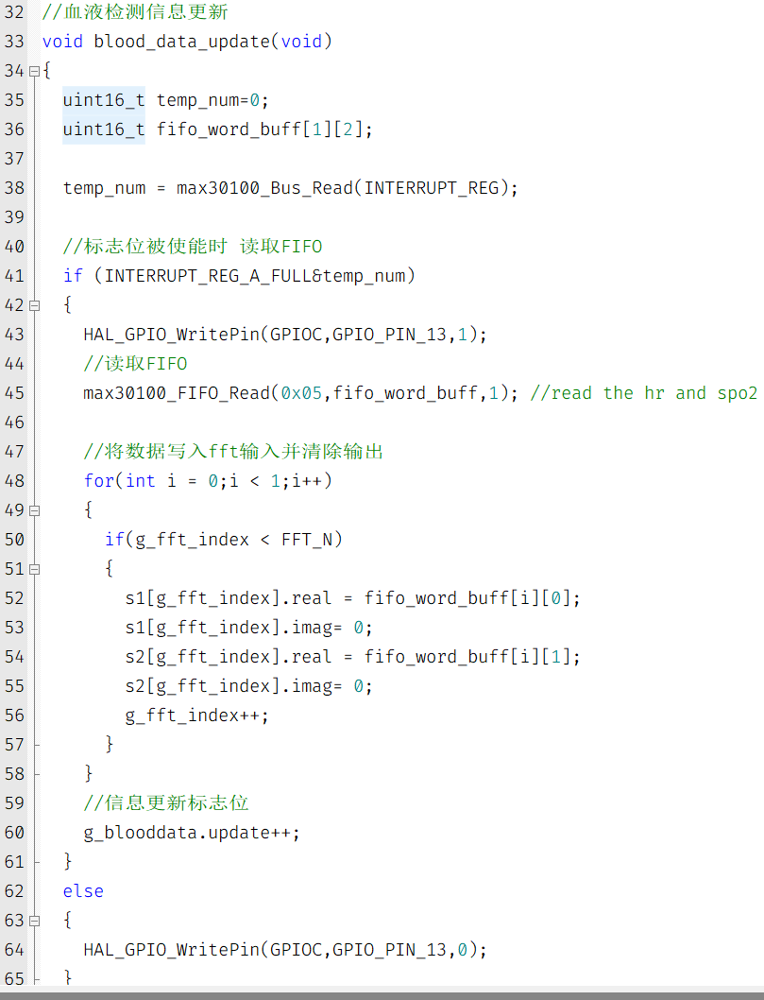 32 //血液检测信息更新
33 void blood_data_update(void)
34 {
35 uint16_t temp_num=0;
36 uint16_t fifo_word_buff[1][2];
37
38 temp_num = max30100_Bus_Read(INTERRUPT_REG);
39
40 //标志位被使能时 读取FIFO
41 if (INTERRUPT_REG_A_FULL&temp_num)
42 {
43 HAL_GPIO_WritePin(GPIOC,GPIO_PIN_13,1);
44 //读取FIFO
45 max30100_FIFO_Read(0x05,fifo_word_buff,1); //read the hr and spo2
46
47 //将数据写入fft输入并清除输出
48 for(int i = 0;i < 1;i++)
49 {
50 if(g_fft_index < FFT_N)
51 {
52 s1[g_fft_index].real = fifo_word_buff[i][0];
53 s1[g_fft_index].imag= 0;
54 s2[g_fft_index].real = fifo_word_buff[i][1];
55 s2[g_fft_index].imag= 0;
56 g_fft_index++;
57 }
58 }
59 //信息更新标志位
60 g_blooddata.update++;
61 }
62 else
63 {
64 HAL_GPIO_WritePin(GPIOC,GPIO_PIN_13,0);
65 }